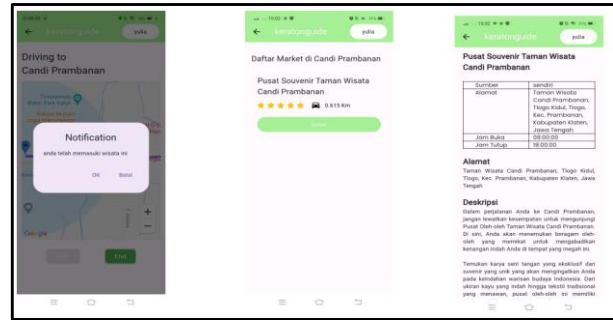 keratonguide
yulia
Driving to
Candi Prambanan
Notification
anda telah memasuki wisata ini
OK Batal
Google
End
15:02
keratonguide
yulia
Daftar Market di Candi Prambanan
Pusat Souvenir Taman Wisata
Candi Prambanan
0.615 Km
15:02
keratonguide
yulia
Pusat Souvenir Taman Wisata
Candi Prambanan
Sumber sendiri
Alamat Taman Wisata
Candi Prambanan,
Tlogo Kidul, Tlogo,
Kec. Prambanan,
Kabupaten Klaten,
Jawa Tengah
Jam Buka 08:00:00
Jam Tutup 18:00:00
Alamat
Taman Wisata Candi Prambanan, Tlogo Kidul,
Tlogo, Kec. Prambanan, Kabupaten Klaten, Jawa
Tengah
Deskripsi
Dalam perjalanan Anda ke Candi Prambanan,
jangan lewatkan kesempatan untuk mengunjungi
Pusat Oleh-oleh Taman Wisata Candi Prambanan.
Di sini, Anda akan menemukan beragam oleh-
oleh yang memikat untuk mengabadikan
kenangan indah Anda di tempat yang megah ini.
Temukan karya seni tangan yang eksklusif dan
suvenir yang unik yang akan mengingatkan Anda
pada keindahan warisan budaya Indonesia. Dari
ukiran kayu yang indah hingga tekstil tradisional
yang menawan, pusat oleh-oleh ini memiliki